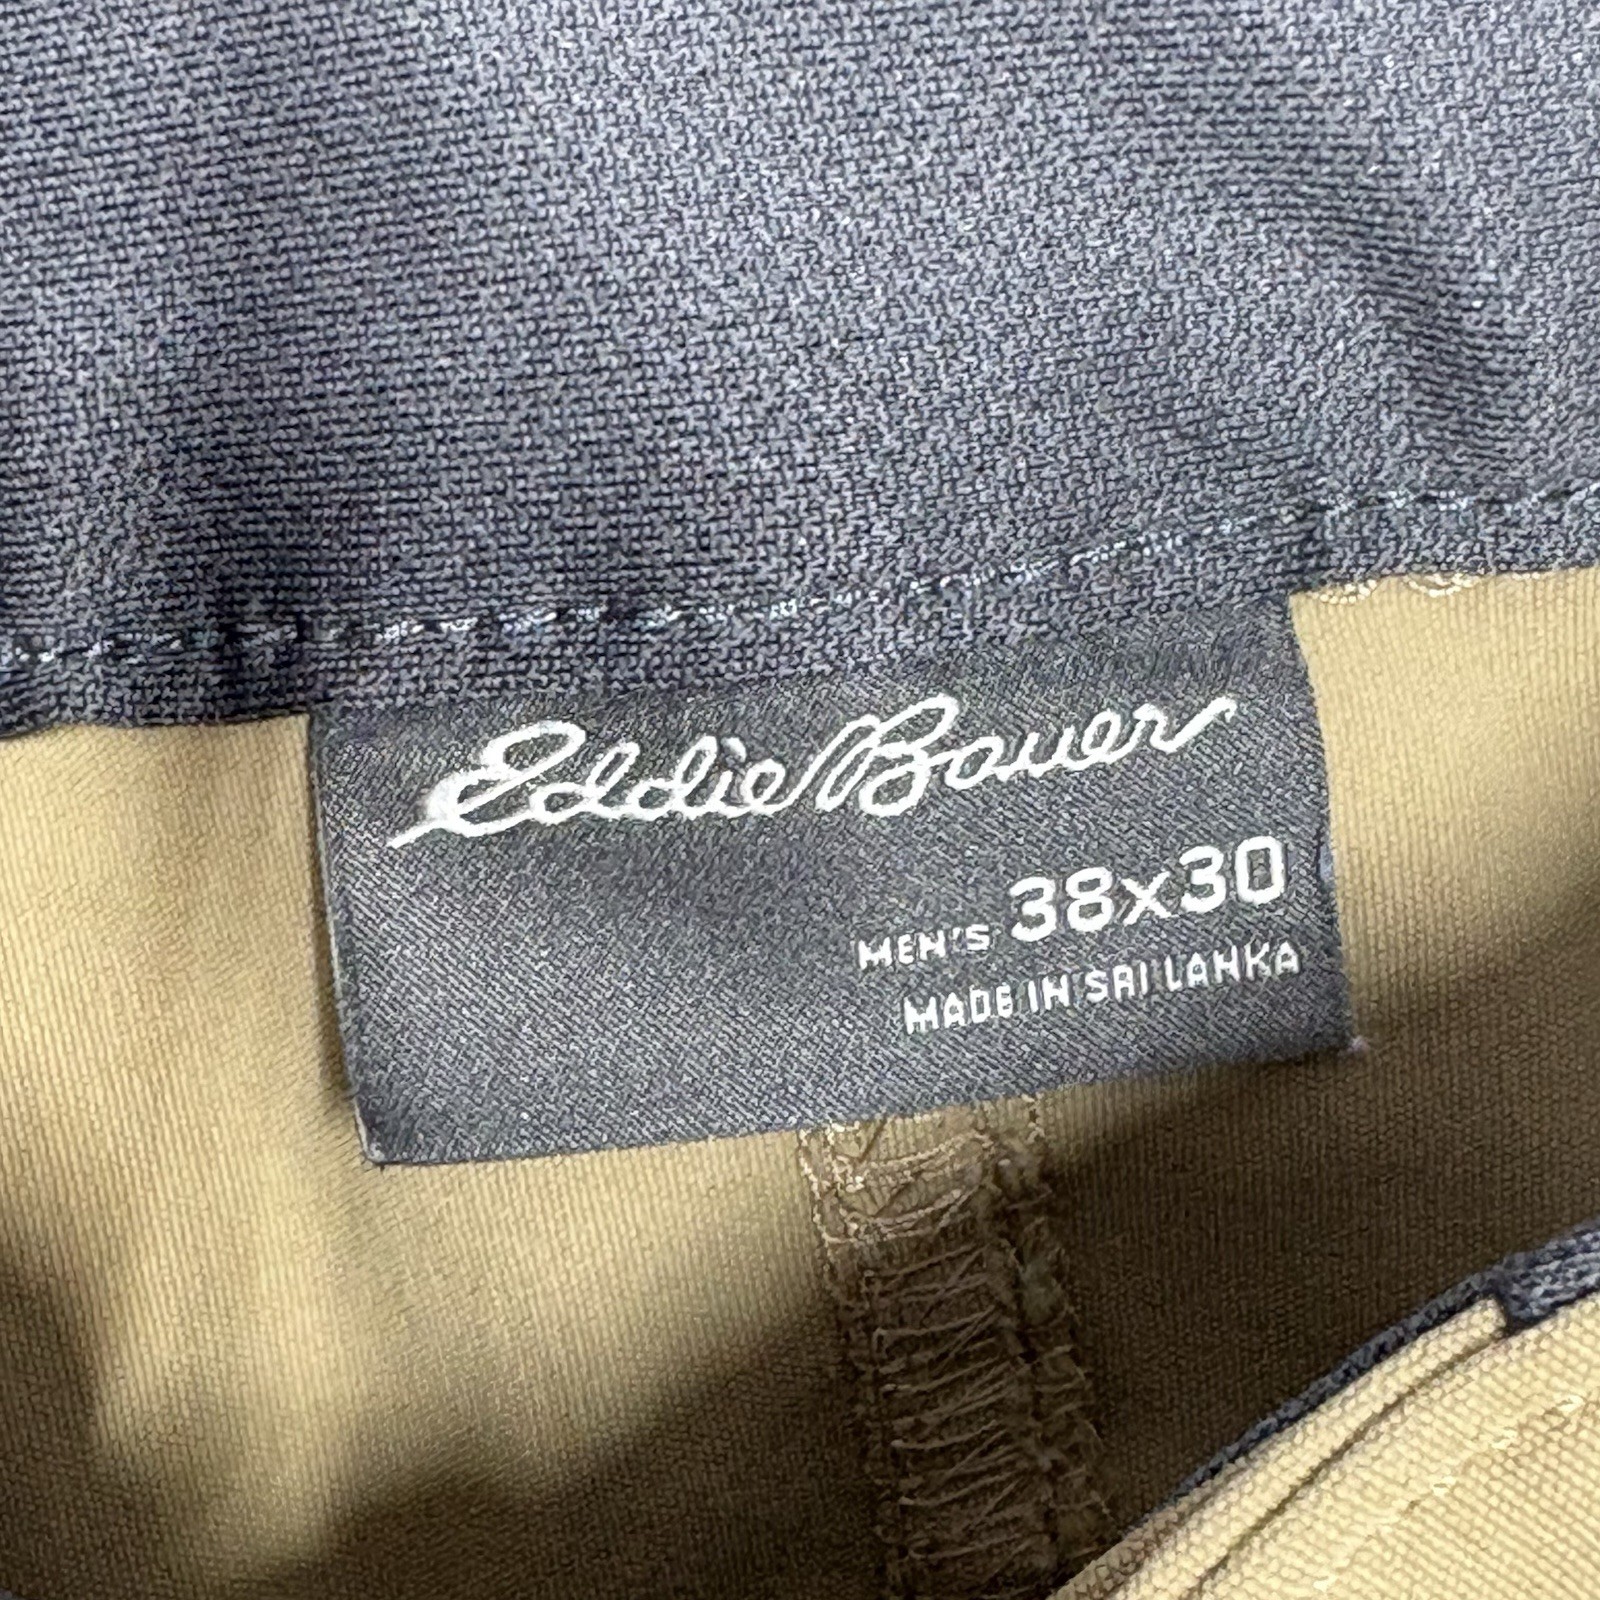 Eddie Bauer
MEN'S 38x30
MADE IN SRI LANKA